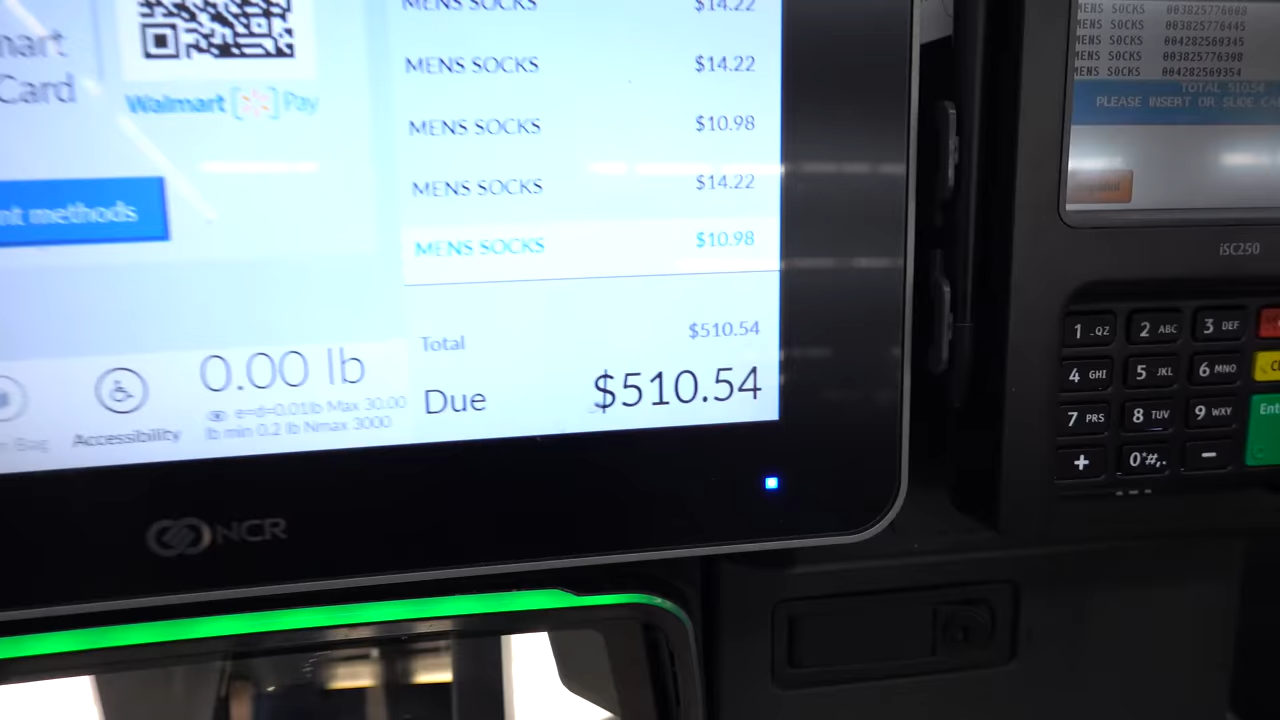 mart
Card
Walmart Pay
nt methods
MENS SOCKS $14.22
MENS SOCKS $14.22
MENS SOCKS $10.98
MENS SOCKS $14.22
MENS SOCKS $10.98
Total $510.54
Due $510.54
Bag
Accessibility
0.00 lb
e=d=0.01lb Max 30.00
lb min 0.2 lb Nmax 3000
NCR
MENS SOCKS 003825776008
MENS SOCKS 003825776445
MENS SOCKS 004282569345
MENS SOCKS 003825776398
MENS SOCKS 004282569354
TOTAL 510.54
PLEASE INSERT OR SLIDE CA
Español
iSC250
1 _QZ 2 ABC 3 DEF
4 GHI 5 JKL 6 MNO
7 PRS 8 TUV 9 WXY
+ 0*#,. -
Ent